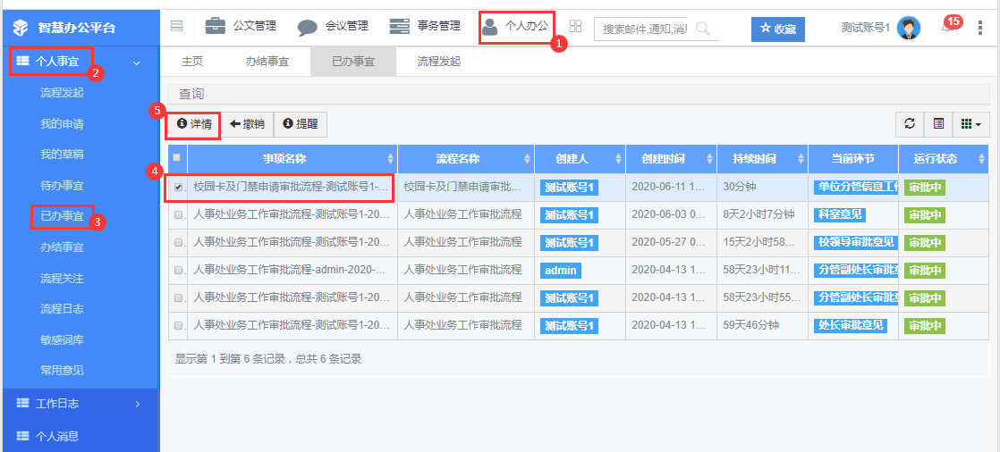 智慧办公平台
公文管理
会议管理
事务管理
个人办公
1
搜索邮件,通知,消息
收藏
测试账号1
15
个人事宜
2
流程发起
我的申请
我的草稿
待办事宜
已办事宜
3
办结事宜
流程关注
流程日志
敏感词库
常用意见
工作日志
个人消息
主页 办结事宜 已办事宜 流程发起
查询
5
详情 撤销 提醒
事项名称 流程名称 创建人 创建时间 持续时间 当前环节 运行状态
4
校园卡及门禁申请审批流程-测试账号1-... 校园卡及门禁申请审批流... 测试账号1 2020-06-11 1... 30分钟 单位分管信息工作 审批中
人事处业务工作审批流程-测试账号1-20... 人事处业务工作审批流程 测试账号1 2020-06-03 0... 8天2小时7分钟 科室意见 审批中
人事处业务工作审批流程-测试账号1-20... 人事处业务工作审批流程 测试账号1 2020-05-27 0... 15天2小时58... 校领导审批意见 审批中
人事处业务工作审批流程-admin-2020-... 人事处业务工作审批流程 admin 2020-04-13 1... 58天23小时11... 分管副处长审批意 审批中
人事处业务工作审批流程-测试账号1-20... 人事处业务工作审批流程 测试账号1 2020-04-13 1... 58天23小时55... 分管副处长审批意 审批中
人事处业务工作审批流程-测试账号1-20... 人事处业务工作审批流程 测试账号1 2020-04-13 1... 59天46分钟 处长审批意见 审批中
显示第 1 到第 6 条记录，总共 6 条记录